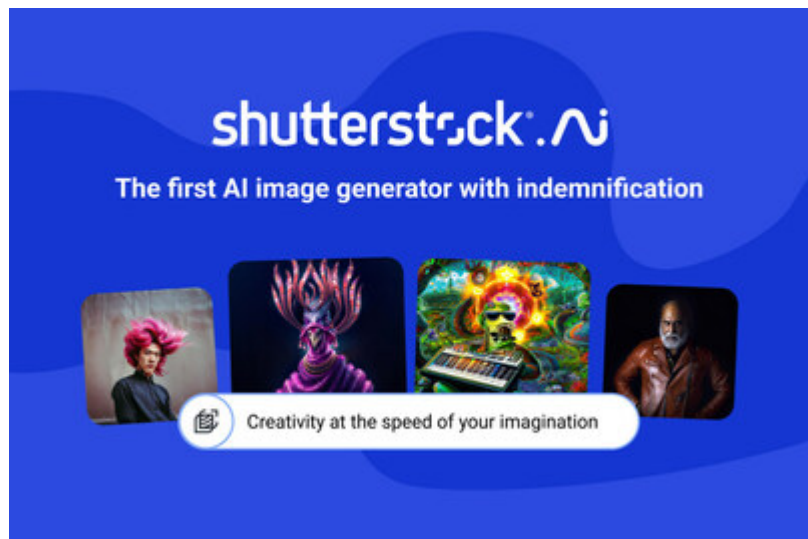 shutterstock.Ai
The first AI image generator with indemnification
Creativity at the speed of your imagination